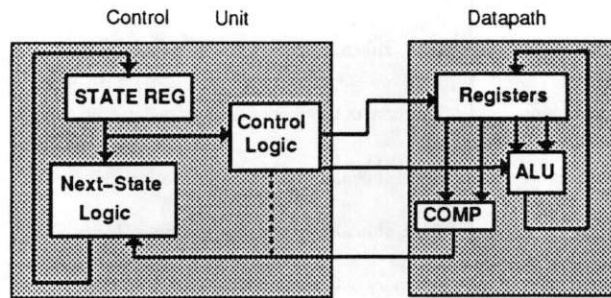 Control Unit
Datapath
STATE REG
Control
Logic
Next-State
Logic
Registers
ALU
COMP